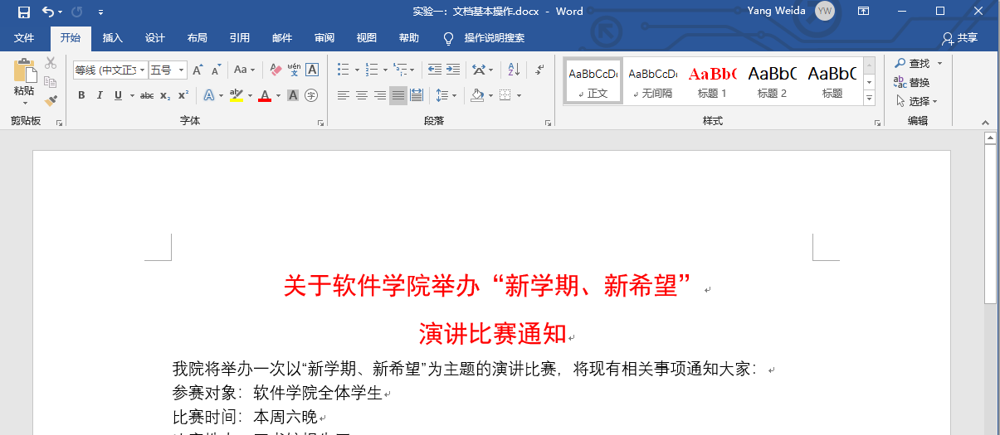 实验一：文档基本操作.docx - Word
Yang Weida YW
文件 开始 插入 设计 布局 引用 邮件 审阅 视图 帮助 操作说明搜索 共享
粘贴
剪贴板
等线 (中文正文 五号 Aa wén A
B I U abc x₂ x² A aby A A 字
字体
段落
AaBbCcDc AaBbCcDc AaBb( AaBbC AaBbC
正文 无间隔 标题 1 标题 2 标题
样式
查找
替换
选择
编辑
关于软件学院举办“新学期、新希望”
演讲比赛通知
我院将举办一次以“新学期、新希望”为主题的演讲比赛，将现有相关事项通知大家：
参赛对象：软件学院全体学生
比赛时间：本周六晚